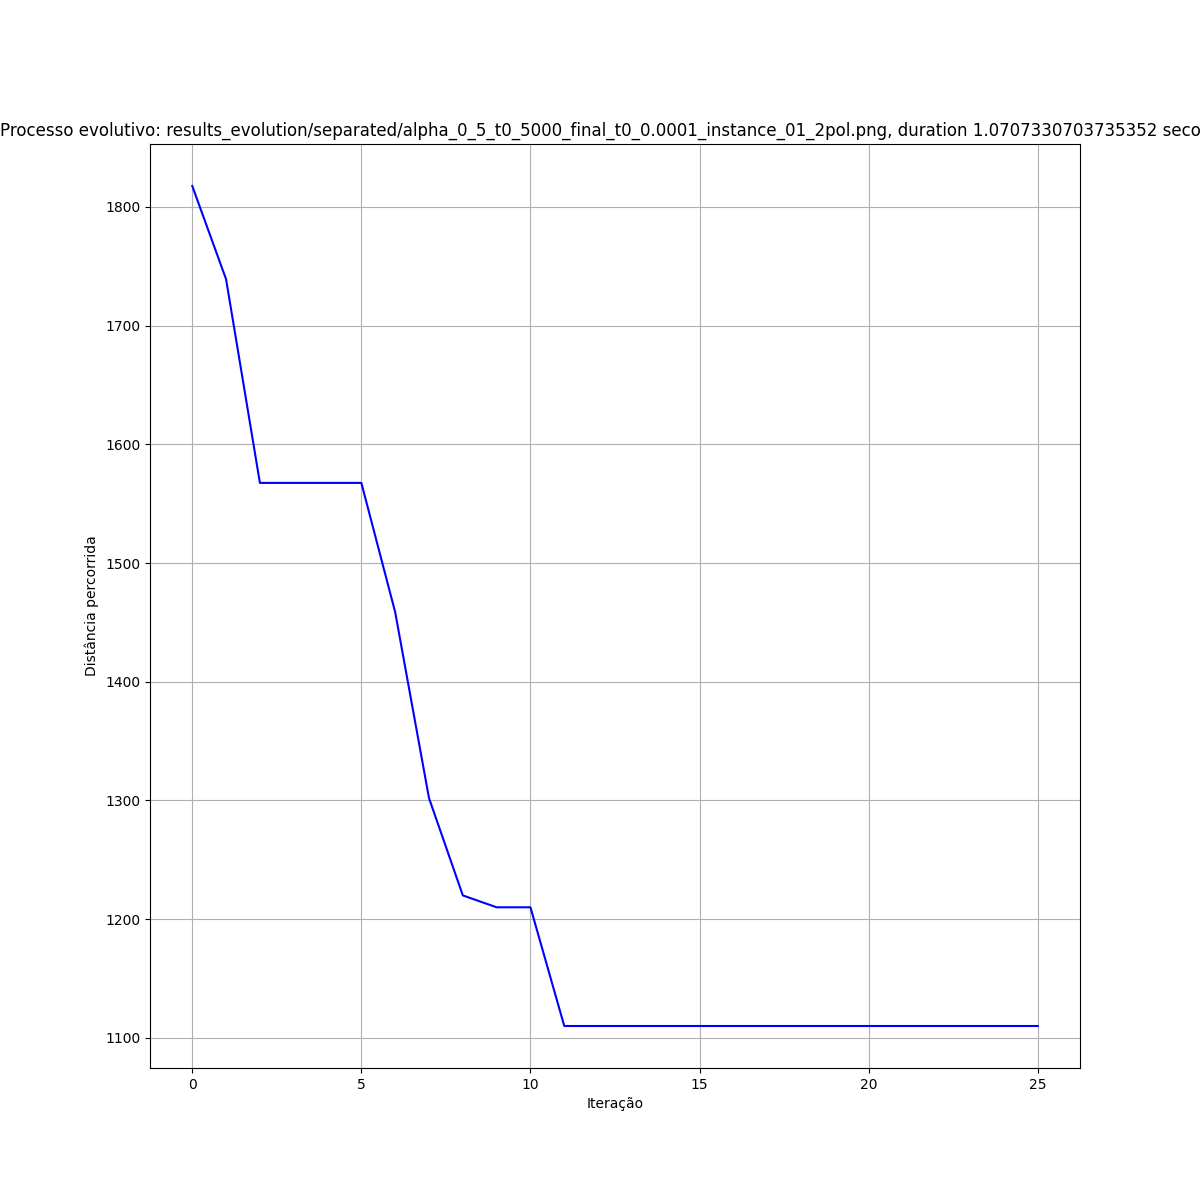 Processo evolutivo: results_evolution/separated/alpha_0_5_t0_5000_final_t0_0.0001_instance_01_2pol.png, duration 1.0707330703735352 seco
1800
1700
1600
1500
1400
1300
1200
1100
Distância percorrida
0 5 10 15 20 25
Iteração